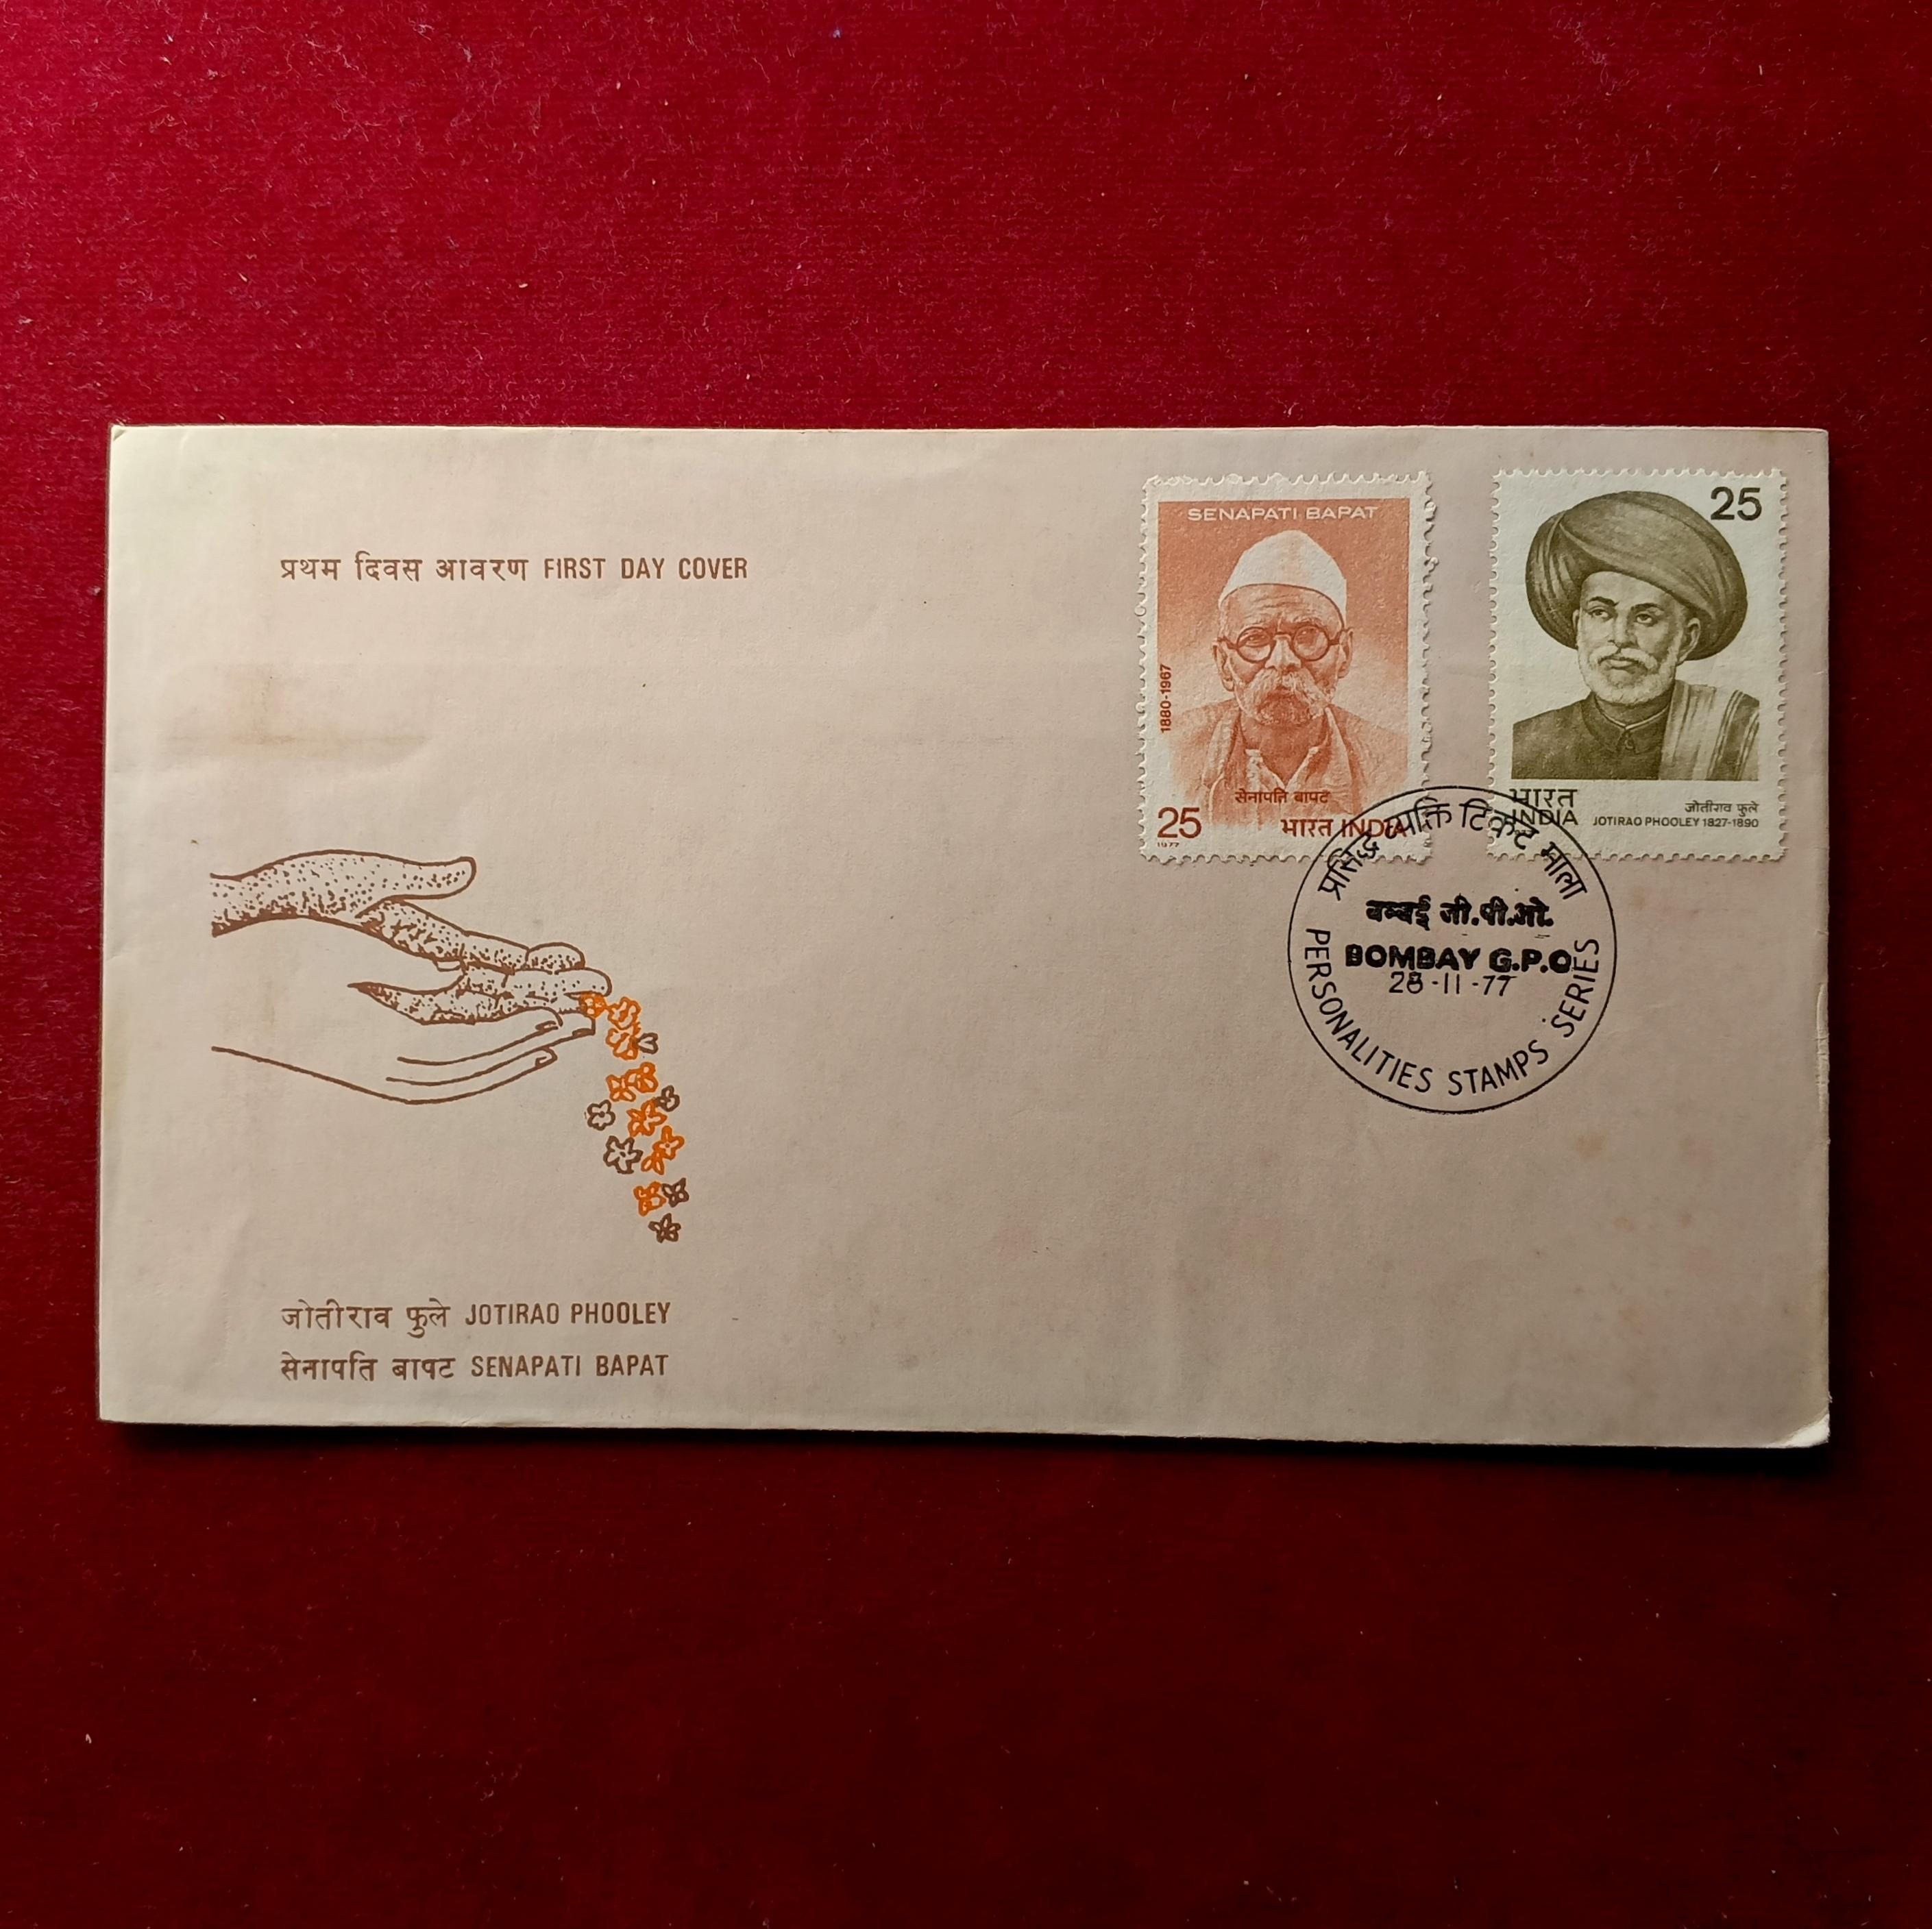 प्रथम दिवस आवरण FIRST DAY COVER
SENAPATI BAPAT
1880-1967
सेनापति बापट
25
भारत INDIA
1977
25
भारत
INDIA
जोतीराव फुले
JOTIRAO PHOOLEY 1827-1890
प्रसिद्ध व्यक्ति टिकट माला
बम्बई जी.पी.ओ.
BOMBAY G.P.O.
28-11-77
PERSONALITIES STAMPS SERIES
जोतीराव फुले JOTIRAO PHOOLEY
सेनापति बापट SENAPATI BAPAT